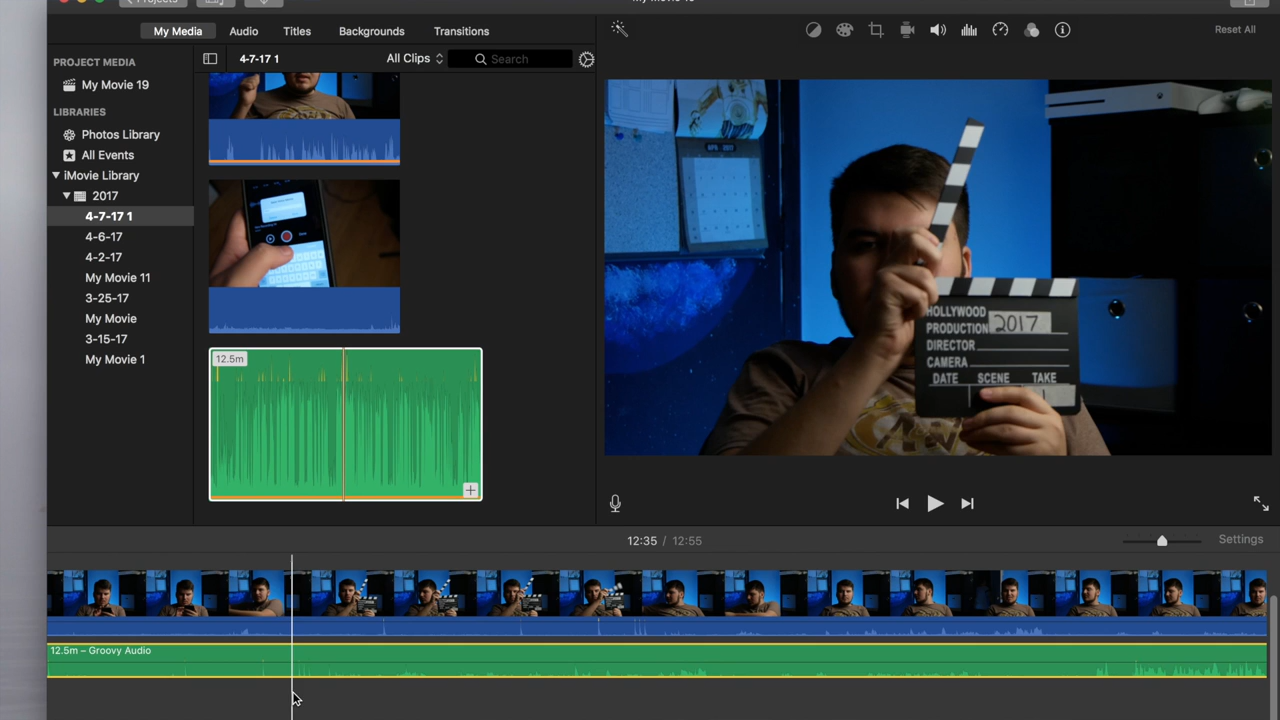 Projects
My Media
Audio
Titles
Backgrounds
Transitions
Reset All
PROJECT MEDIA
My Movie 19
LIBRARIES
Photos Library
All Events
iMovie Library
2017
4-7-17 1
4-6-17
4-2-17
My Movie 11
3-25-17
My Movie
3-15-17
My Movie 1
4-7-17 1
All Clips
Search
12.5m
HOLLYWOOD
PRODUCTION 2017
DIRECTOR
CAMERA
DATE SCENE TAKE
12:35 / 12:55
Settings
12.5m – Groovy Audio